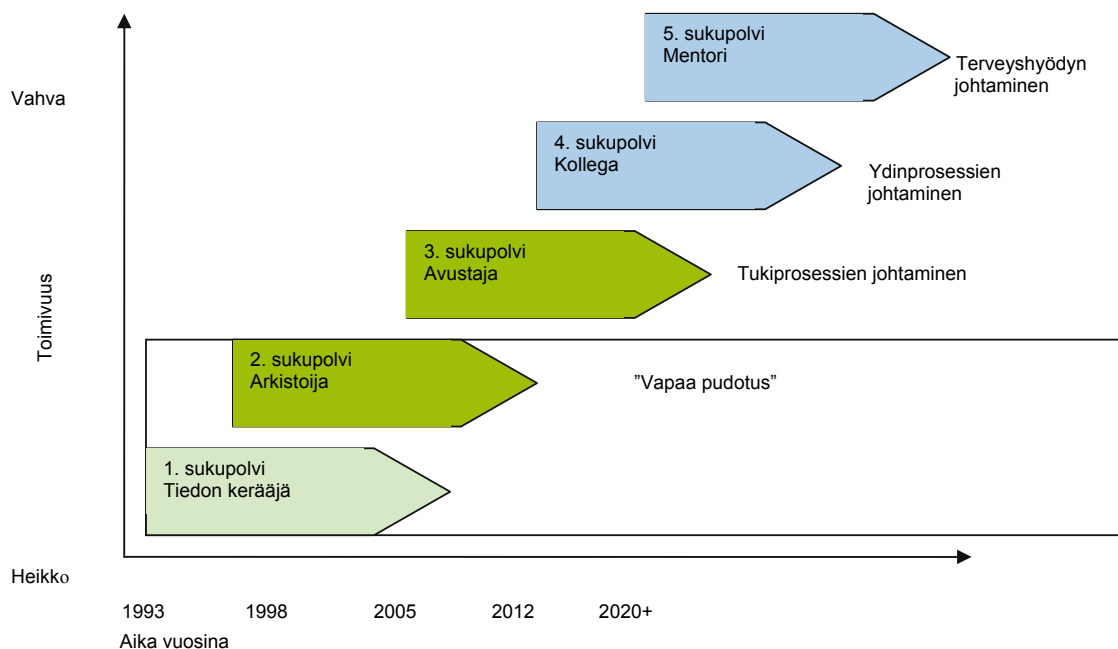 5. sukupolvi
Mentori
Terveyshyödyn
johtaminen
Vahva
4. sukupolvi
Kollega
Ydinprosessien
johtaminen
3. sukupolvi
Avustaja
Tukiprosessien johtaminen
Toimivuus
2. sukupolvi
Arkistoija
”Vapaa pudotus”
1. sukupolvi
Tiedon kerääjä
Heikko
1993 1998 2005 2012 2020+
Aika vuosina